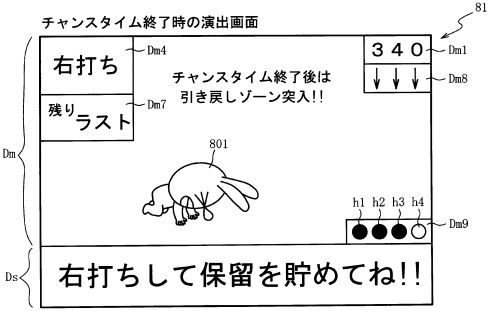 チャンスタイム終了時の演出画面
81
右打ち
Dm4
340
Dm1
チャンスタイム終了後は
引き戻しゾーン突入!!
↓ ↓ ↓
Dm8
残り
ラスト
Dm7
Dm
801
h1 h2 h3 h4
Dm9
Ds
右打ちして保留を貯めてね!!